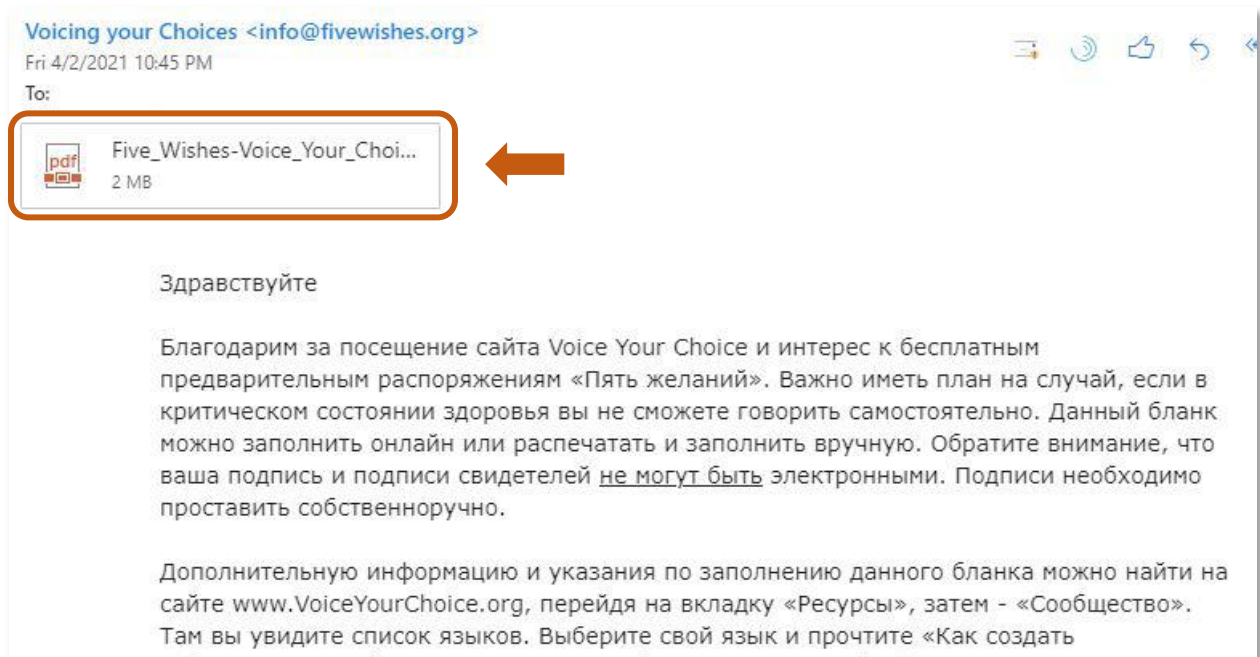 Voicing your Choices <info@fivewishes.org>
Fri 4/2/2021 10:45 PM
To:
pdf
Five_Wishes-Voice_Your_Choi...
2 MB
Здравствуйте
Благодарим за посещение сайта Voice Your Choice и интерес к бесплатным
предварительным распоряжениям «Пять желаний». Важно иметь план на случай, если в
критическом состоянии здоровья вы не сможете говорить самостоятельно. Данный бланк
можно заполнить онлайн или распечатать и заполнить вручную. Обратите внимание, что
ваша подпись и подписи свидетелей не могут быть электронными. Подписи необходимо
проставить собственноручно.
Дополнительную информацию и указания по заполнению данного бланка можно найти на
сайте www.VoiceYourChoice.org, перейдя на вкладку «Ресурсы», затем - «Сообщество».
Там вы увидите список языков. Выберите свой язык и прочтите «Как создать